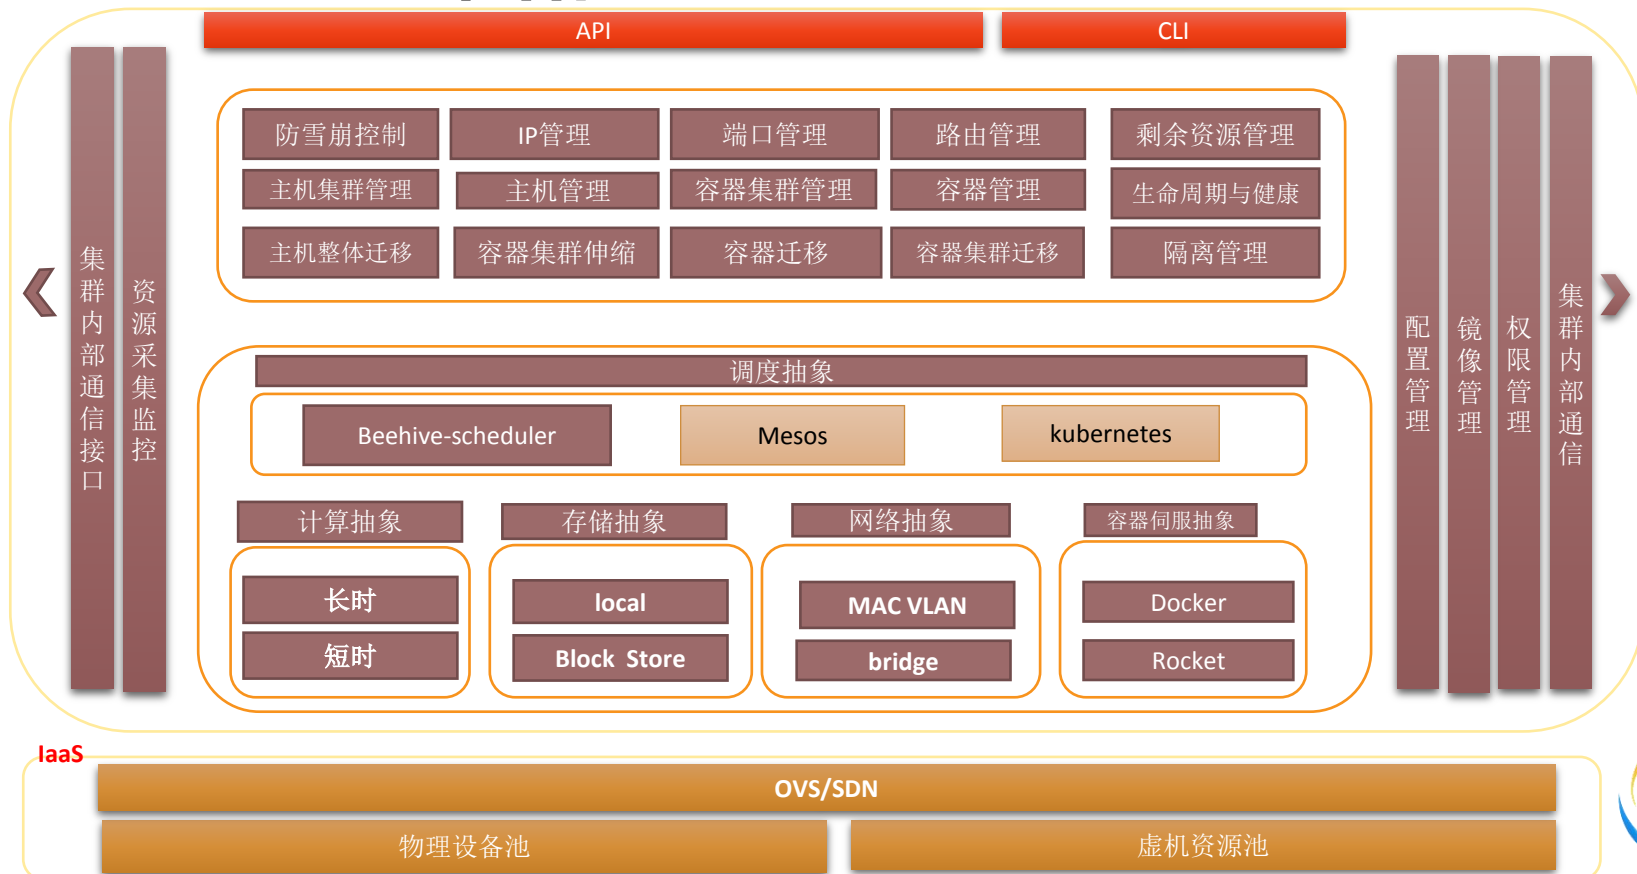 API
CLI
防雪崩控制
IP管理
端口管理
路由管理
剩余资源管理
主机集群管理
主机管理
容器集群管理
容器管理
生命周期与健康
主机整体迁移
容器集群伸缩
容器迁移
容器集群迁移
隔离管理
集群内部通信接口
资源采集监控
调度抽象
Beehive-scheduler
Mesos
kubernetes
计算抽象
存储抽象
网络抽象
容器伺服抽象
长时
local
MAC VLAN
Docker
短时
Block Store
bridge
Rocket
配置管理
镜像管理
权限管理
集群内部通信
IaaS
OVS/SDN
物理设备池
虚机资源池